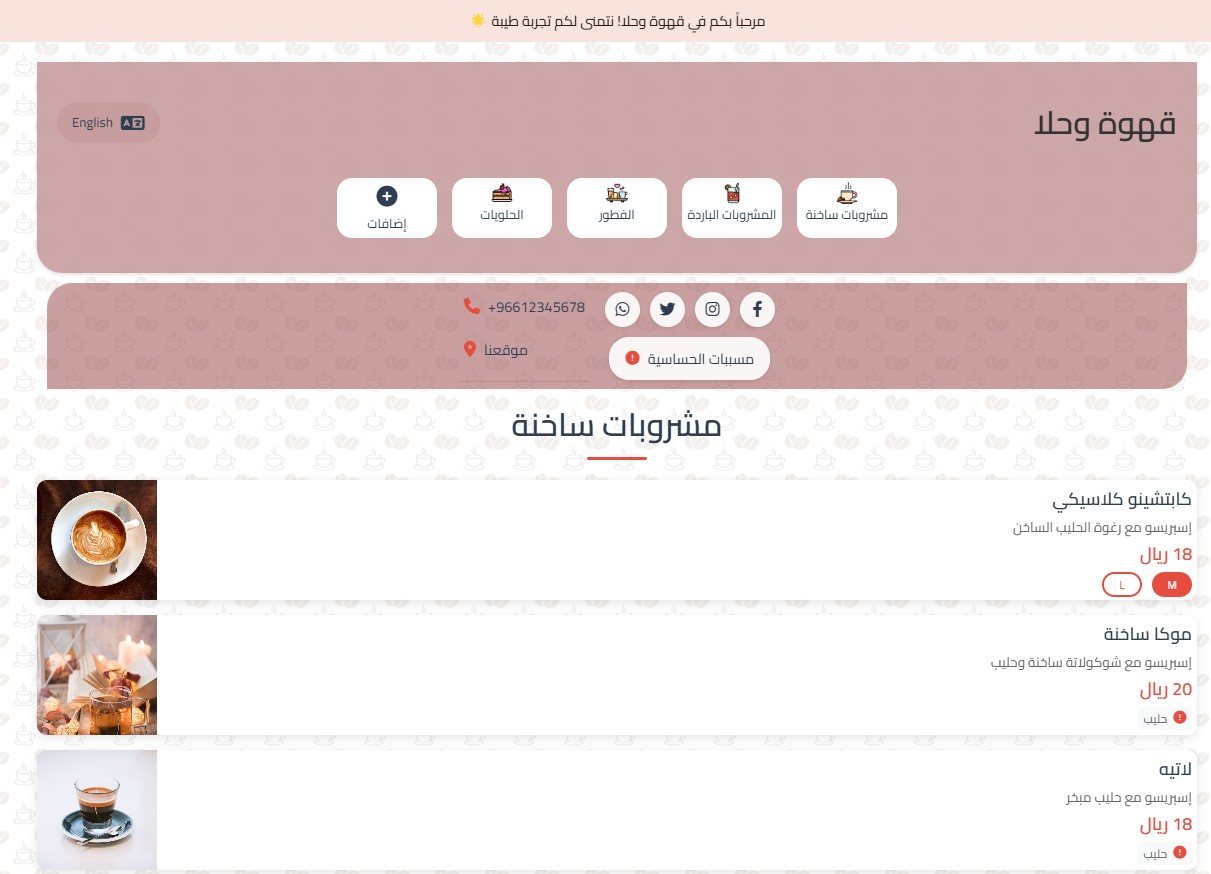 مرحباً بكم في قهوة وحلا! نتمنى لكم تجربة طيبة 🌟
قهوة وحلا
English
مشروبات ساخنة
المشروبات الباردة
الفطور
الحلويات
إضافات
+96612345678
موقعنا
مسببات الحساسية
مشروبات ساخنة
كابتشينو كلاسيكي
إسبريسو مع رغوة الحليب الساخن
18 ريال
M
L
موكا ساخنة
إسبريسو مع شوكولاتة ساخنة وحليب
20 ريال
حليب
لاتيه
إسبريسو مع حليب مبخر
18 ريال
حليب